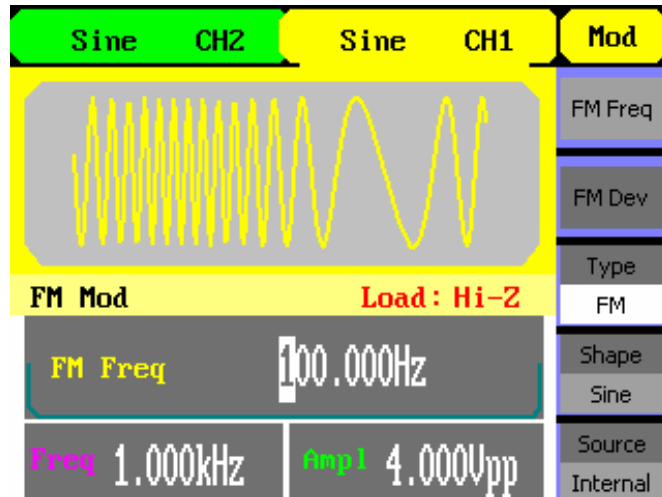 Sine CH2 Sine CH1 Mod
FM Freq
FM Dev
Type
FM
Shape
Sine
Source
Internal
FM Mod Load: Hi-Z
FM Freq 100.000Hz
Freq 1.000kHz Ampl 4.000Vpp